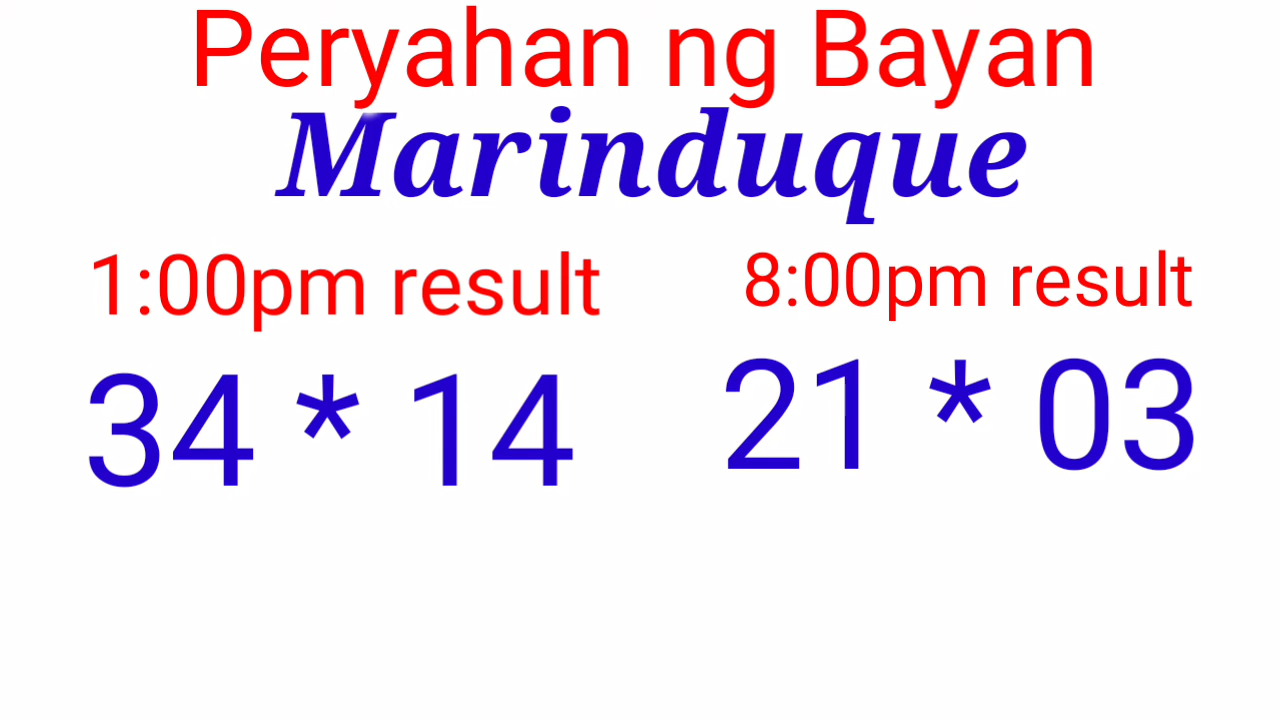 Peryahan ng Bayan
Marinduque
1:00pm result 8:00pm result
34 * 14 21 * 03